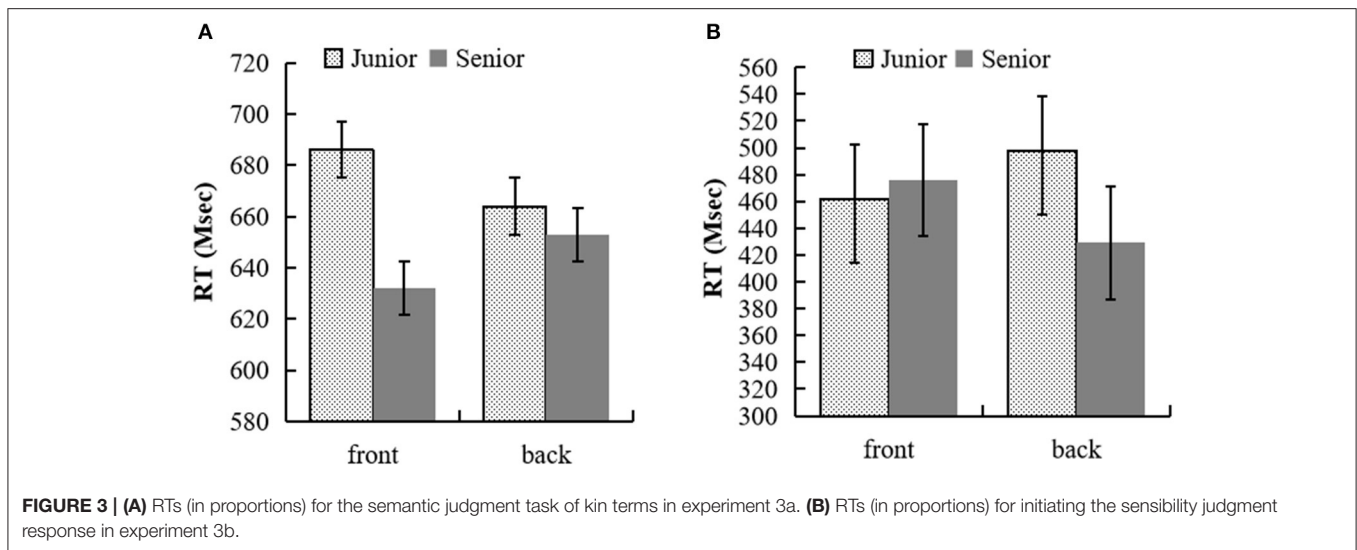 A
Junior Senior
720
700
680
660
640
620
600
580
RT (Msec)
front back
B
Junior Senior
560
540
520
500
480
460
440
420
400
380
360
340
320
300
RT (Msec)
front back
FIGURE 3 | (A) RTs (in proportions) for the semantic judgment task of kin terms in experiment 3a. (B) RTs (in proportions) for initiating the sensibility judgment
response in experiment 3b.